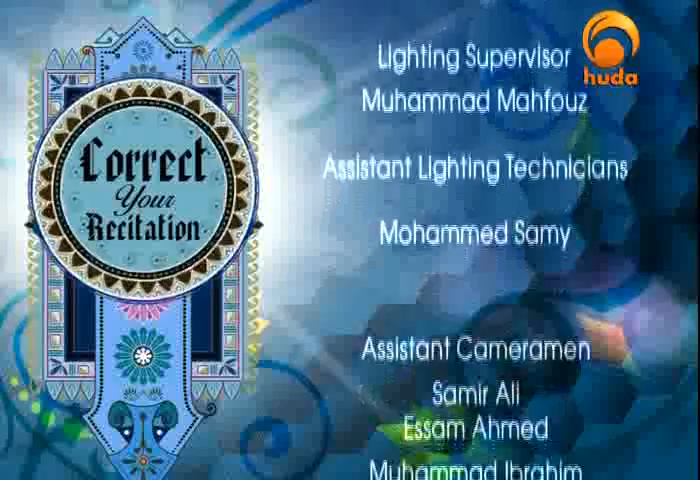 Correct
Your
Recitation
huda
Lighting Supervisor
Muhammad Mahfouz
Assistant Lighting Technicians
Mohammed Samy
Assistant Cameramen
Samir Ali
Essam Ahmed
Muhammad Ibrahim